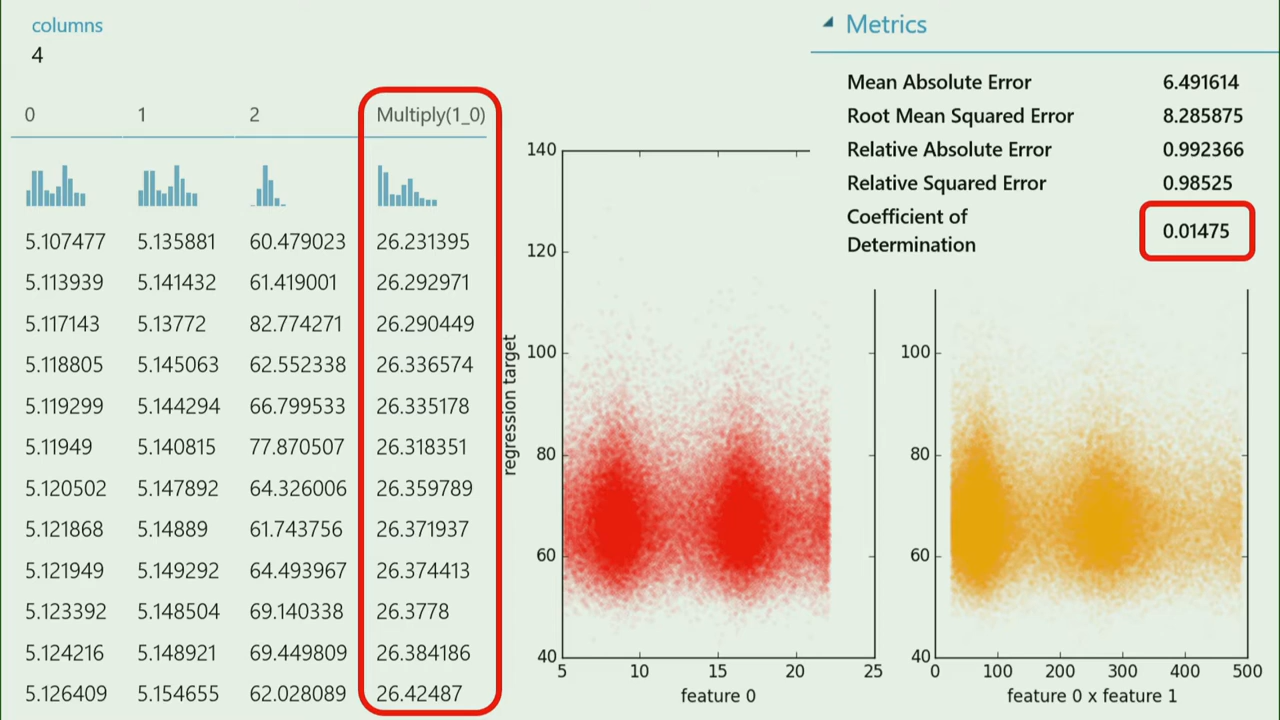 columns
4
0 1 2 Multiply(1_0)
5.107477 5.135881 60.479023 26.231395
5.113939 5.141432 61.419001 26.292971
5.117143 5.13772 82.774271 26.290449
5.118805 5.145063 62.552338 26.336574
5.119299 5.144294 66.799533 26.335178
5.11949 5.140815 77.870507 26.318351
5.120502 5.147892 64.326006 26.359789
5.121868 5.14889 61.743756 26.371937
5.121949 5.149292 64.493967 26.374413
5.123392 5.148504 69.140338 26.3778
5.124216 5.148921 69.449809 26.384186
5.126409 5.154655 62.028089 26.42487
Metrics
Mean Absolute Error 6.491614
Root Mean Squared Error 8.285875
Relative Absolute Error 0.992366
Relative Squared Error 0.98525
Coefficient of
Determination 0.01475
140
120
100
80
60
40
regression target
5 10 15 20 25
feature 0
100
80
60
40
0 100 200 300 400 500
feature 0 x feature 1